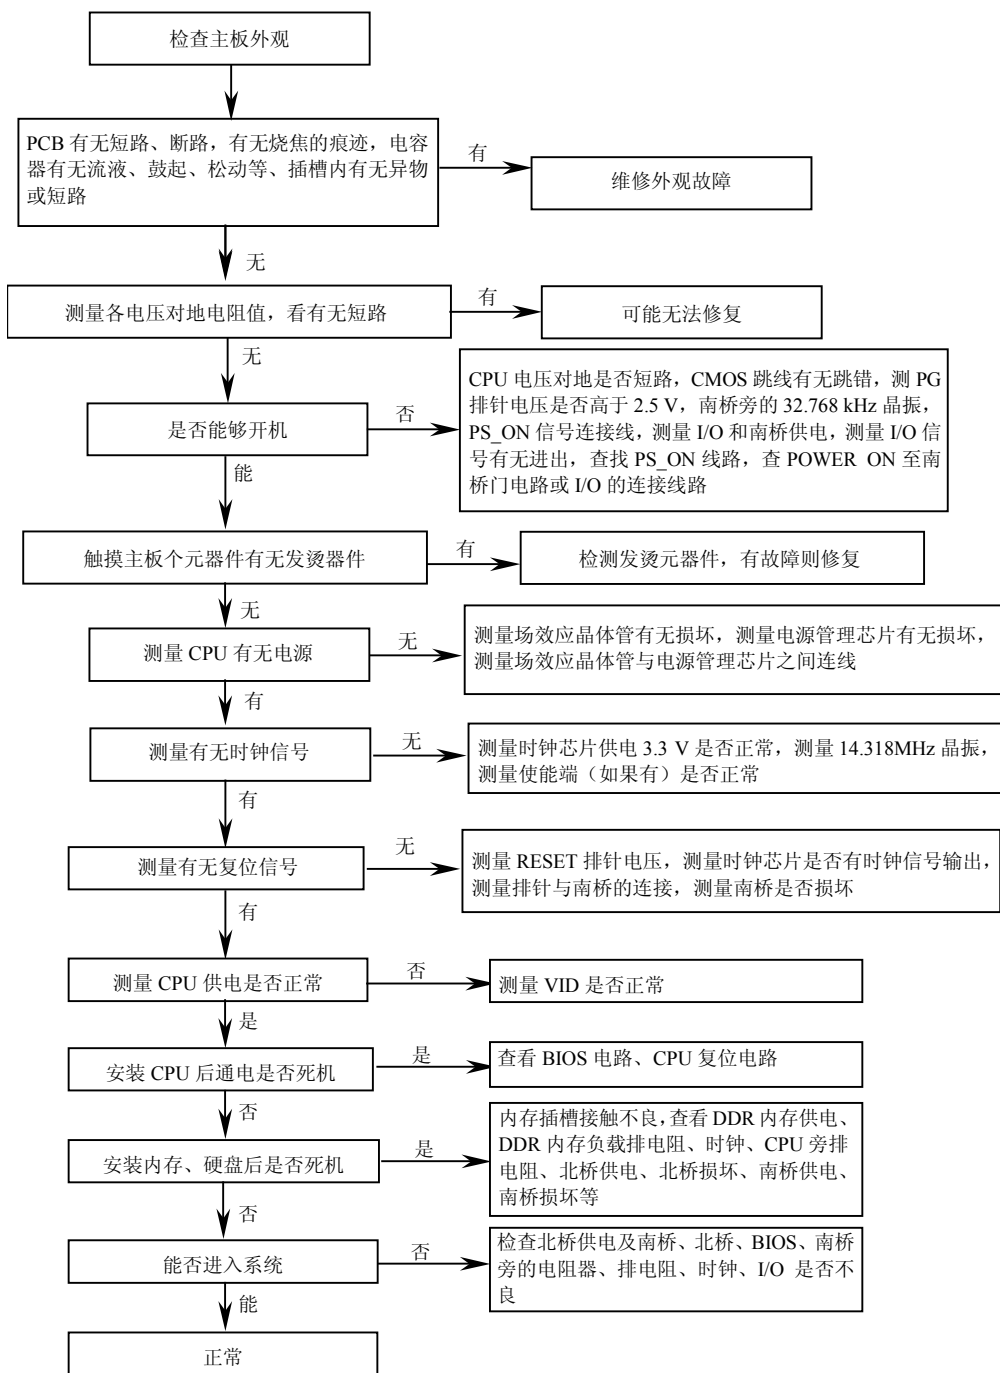 检查主板外观
PCB 有无短路、断路，有无烧焦的痕迹，电容
器有无流液、鼓起、松动等、插槽内有无异物
或短路
有
维修外观故障
无
测量各电压对地电阻值，看有无短路
有
可能无法修复
无
是否能够开机
否
CPU 电压对地是否短路，CMOS 跳线有无跳错，测 PG
排针电压是否高于 2.5 V，南桥旁的 32.768 kHz 晶振，
PS_ON 信号连接线，测量 I/O 和南桥供电，测量 I/O 信
号有无进出，查找 PS_ON 线路，查 POWER ON 至南
桥门电路或 I/O 的连接线路
能
触摸主板个元器件有无发烫器件
有
检测发烫元器件，有故障则修复
无
测量 CPU 有无电源
无
测量场效应晶体管有无损坏，测量电源管理芯片有无损坏，
测量场效应晶体管与电源管理芯片之间连线
有
测量有无时钟信号
无
测量时钟芯片供电 3.3 V 是否正常，测量 14.318MHz 晶振，
测量使能端（如果有）是否正常
有
测量有无复位信号
无
测量 RESET 排针电压，测量时钟芯片是否有时钟信号输出，
测量排针与南桥的连接，测量南桥是否损坏
有
测量 CPU 供电是否正常
否
测量 VID 是否正常
是
安装 CPU 后通电是否死机
是
查看 BIOS 电路、CPU 复位电路
否
安装内存、硬盘后是否死机
是
内存插槽接触不良，查看 DDR 内存供电、
DDR 内存负载排电阻、时钟、CPU 旁排
电阻、北桥供电、北桥损坏、南桥供电、
南桥损坏等
否
能否进入系统
否
检查北桥供电及南桥、北桥、BIOS、南桥
旁的电阻器、排电阻、时钟、I/O 是否不
良
能
正常